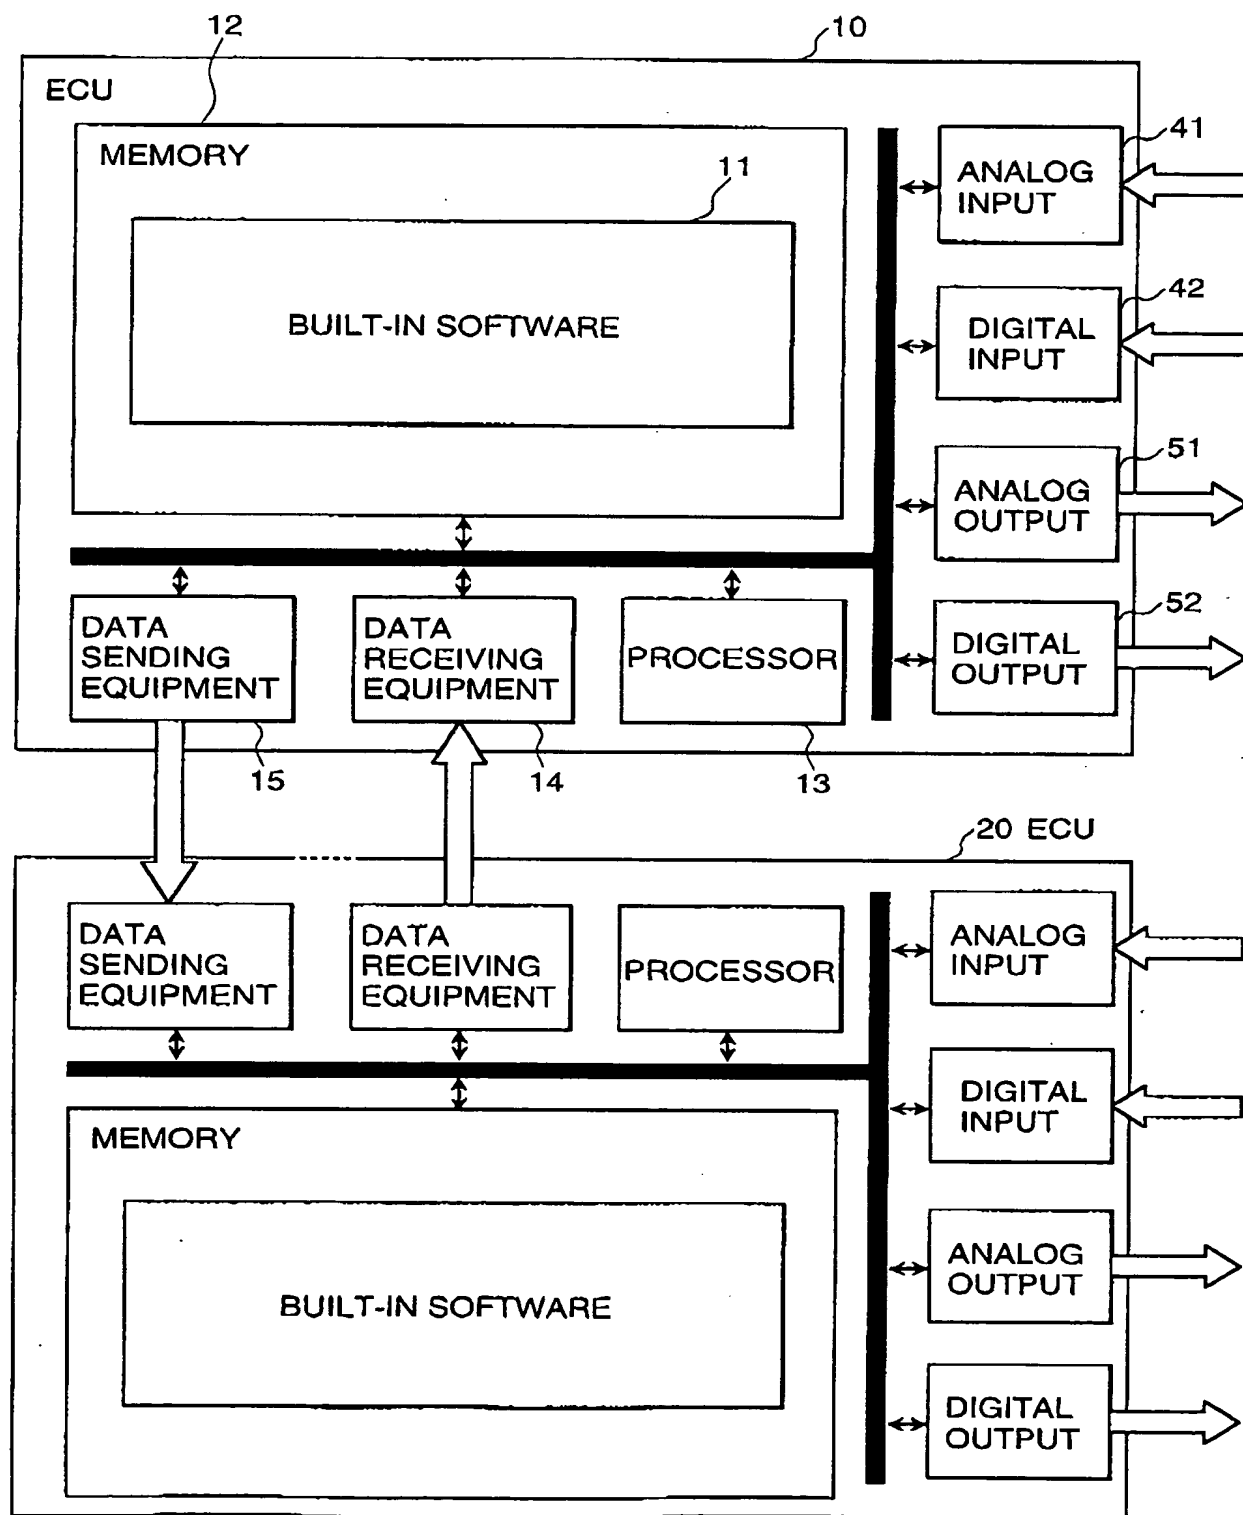 12
10
ECU
MEMORY
11
BUILT-IN SOFTWARE
41
ANALOG
INPUT
42
DIGITAL
INPUT
51
ANALOG
OUTPUT
52
DIGITAL
OUTPUT
DATA
SENDING
EQUIPMENT
DATA
RECEIVING
EQUIPMENT
PROCESSOR
15
14
13
20 ECU
DATA
SENDING
EQUIPMENT
DATA
RECEIVING
EQUIPMENT
PROCESSOR
ANALOG
INPUT
DIGITAL
INPUT
MEMORY
BUILT-IN SOFTWARE
ANALOG
OUTPUT
DIGITAL
OUTPUT